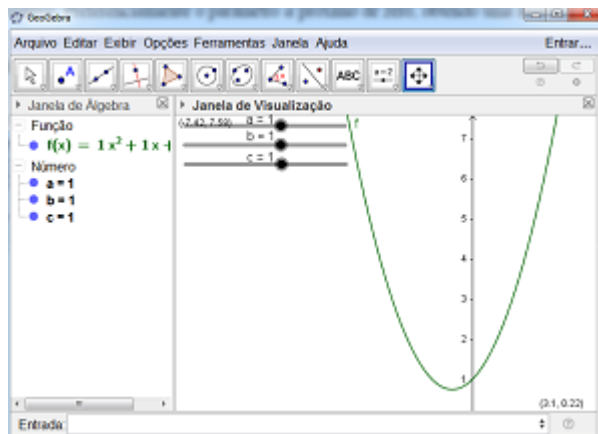 GeoGebra
Arquivo Editar Exibir Opções Ferramentas Janela Ajuda Entrar...
ABC a=2
Janela de Álgebra
Janela de Visualização
Função
f(x) = 1 x² + 1 x +
Número
a = 1
b = 1
c = 1
(-7.42, 7.59)
a = 1
b = 1
c = 1
f
7
6
5
4
3
2
1
(3.1, 0.22)
Entrada: